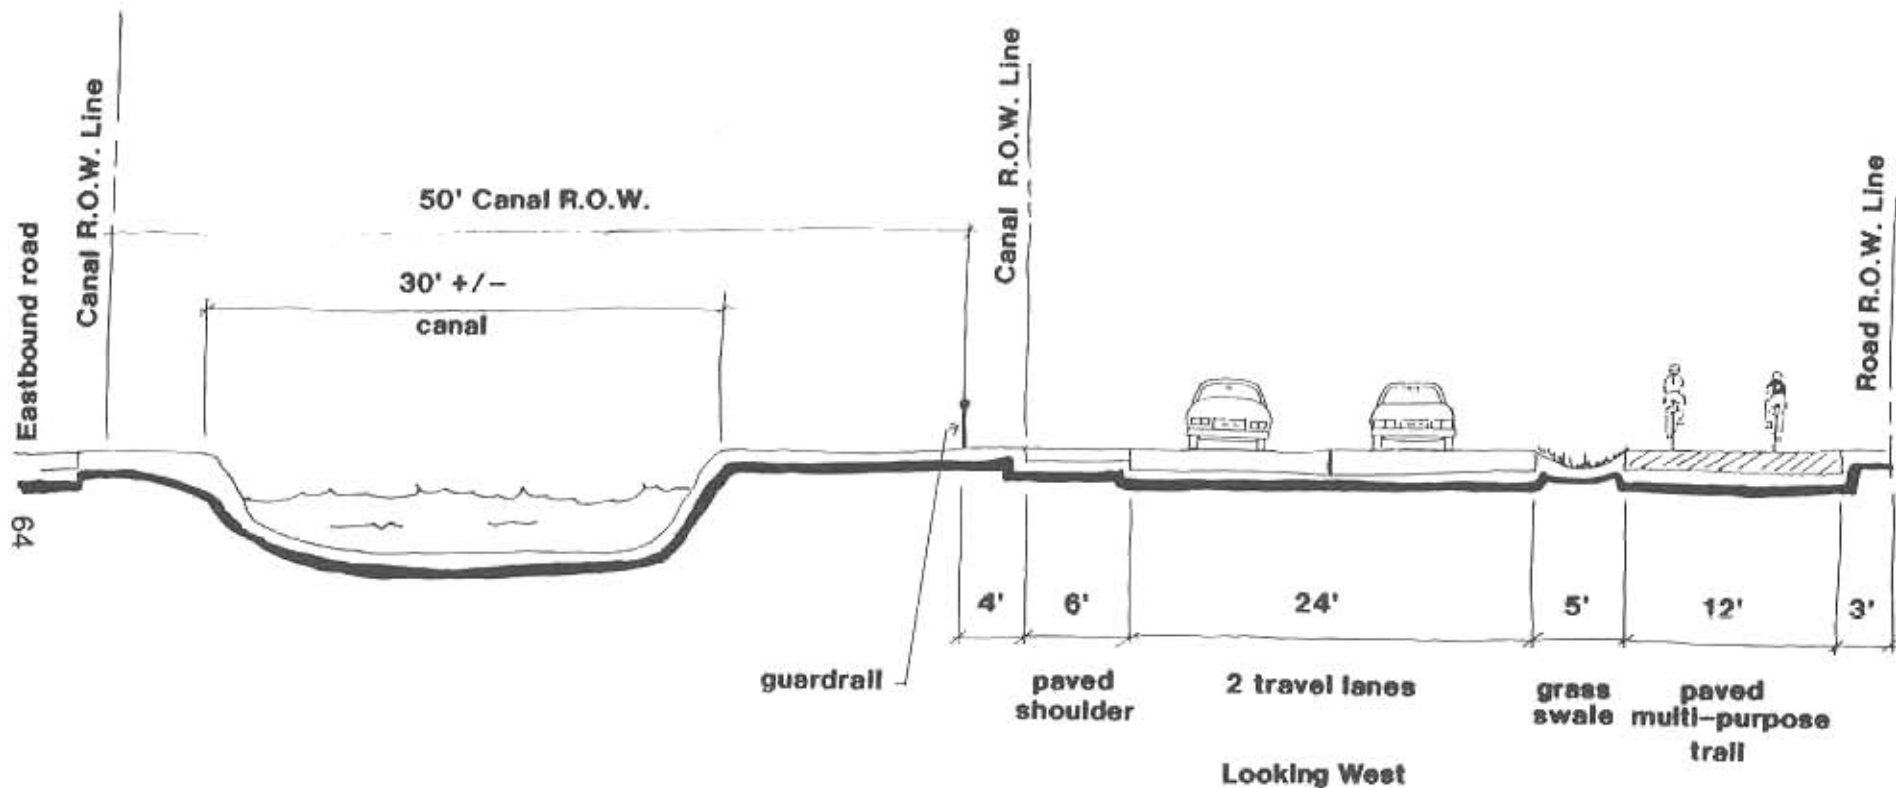 Eastbound road
Canal R.O.W. Line
50' Canal R.O.W.
30' +/-
canal
Canal R.O.W. Line
Road R.O.W. Line
64
4'
6'
24'
5'
12'
3'
guardrail
paved
shoulder
2 travel lanes
grass
swale
paved
multi-purpose
trail
Looking West